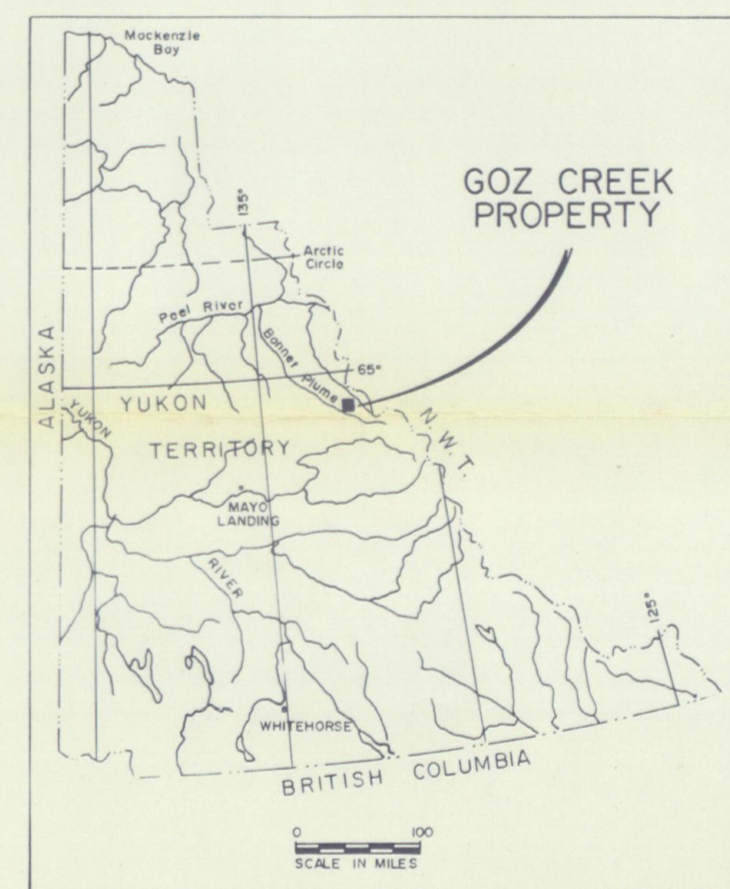 Mackenzie
Bay
GOZ CREEK
PROPERTY
135°
Arctic
Circle
Peel River
Bonnet Plume
65°
ALASKA
YUKON
YUKON
TERRITORY
N.W.T.
MAYO
LANDING
RIVER
125°
WHITEHORSE
BRITISH COLUMBIA
0 100
SCALE IN MILES